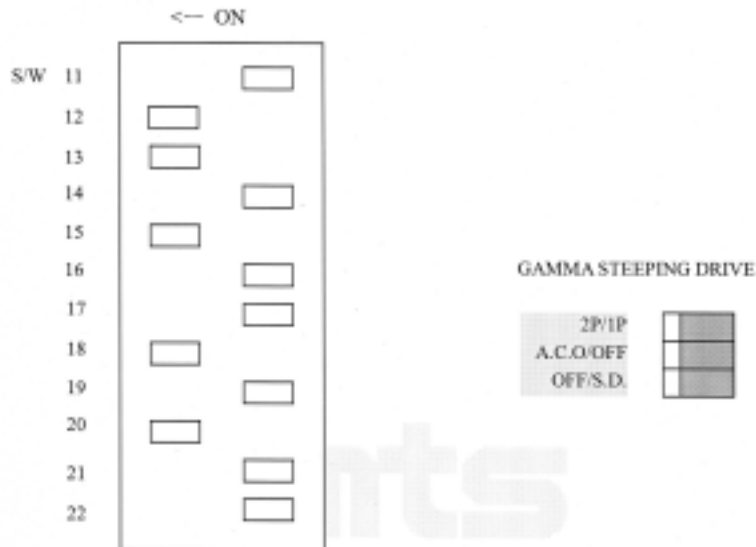 <--- ON
S/W 11
12
13
14
15
16
17
18
19
20
21
22
GAMMA STEEPING DRIVE
2P/1P
A.C.O/OFF
OFF/S.D.